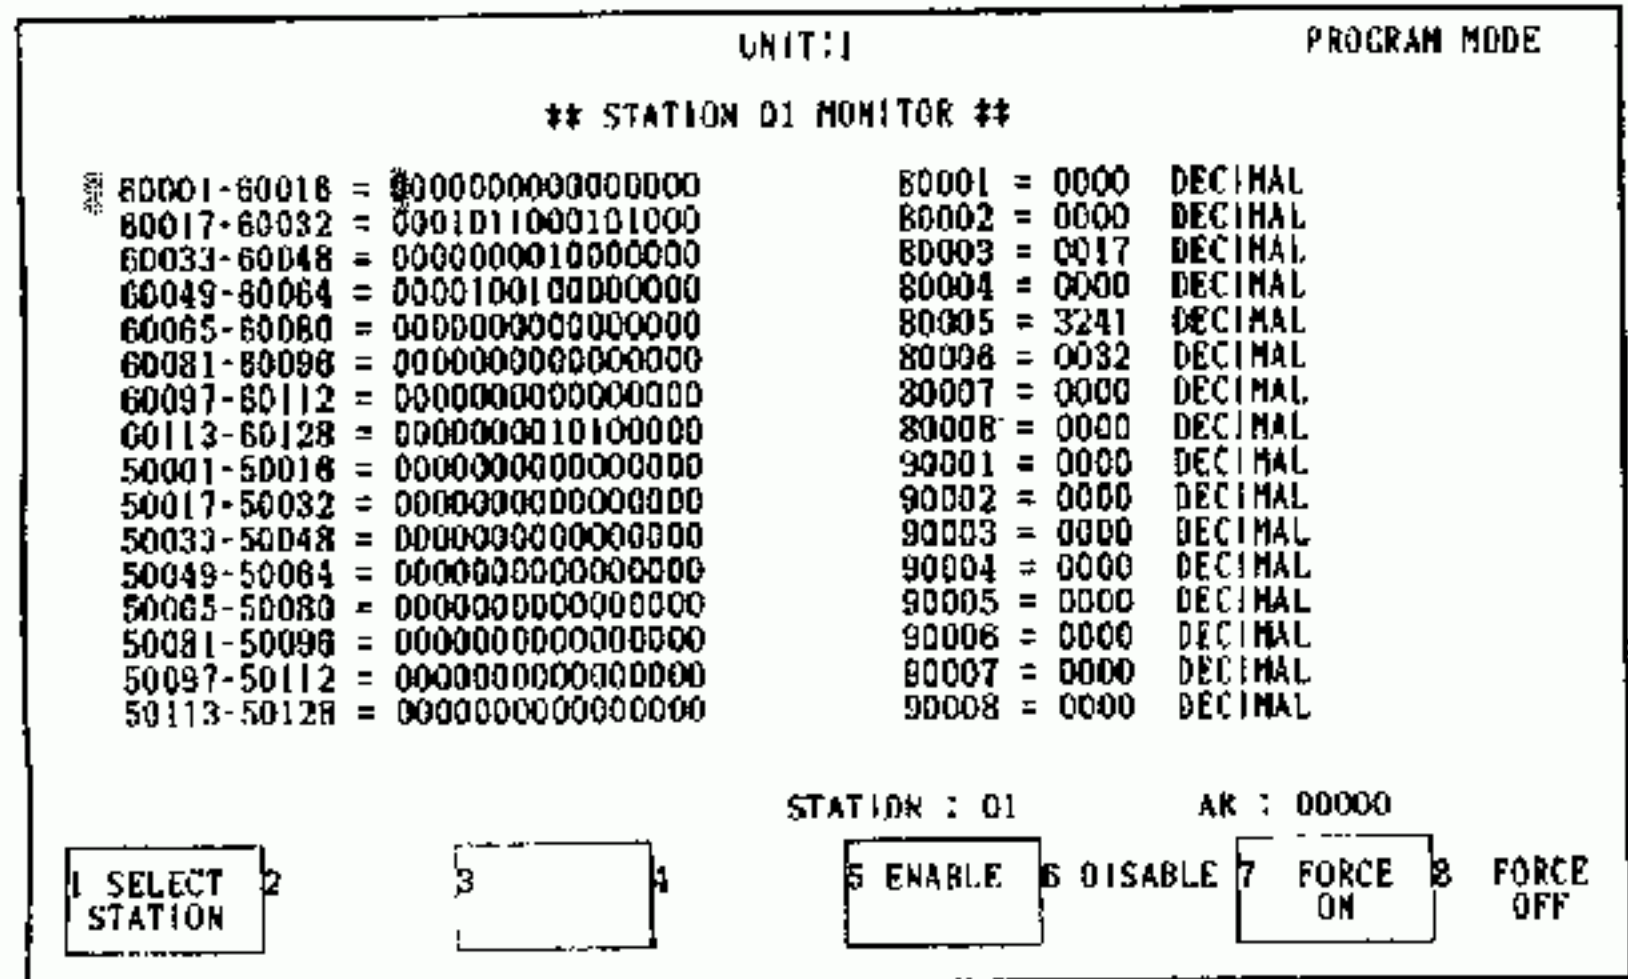 UNIT:1 PROGRAM MODE
** STATION 01 MONITOR **
60001-60016 = 0000000000000000 80001 = 0000 DECIMAL
60017-60032 = 0001011000101000 80002 = 0000 DECIMAL
60033-60048 = 0000000010000000 80003 = 0017 DECIMAL
60049-60064 = 0000100100000000 80004 = 0000 DECIMAL
60065-60080 = 0000000000000000 80005 = 3241 DECIMAL
60081-60096 = 0000000000000000 80006 = 0032 DECIMAL
60097-60112 = 0000000000000000 80007 = 0000 DECIMAL
60113-60128 = 0000000010100000 80008 = 0000 DECIMAL
50001-50016 = 0000000000000000 90001 = 0000 DECIMAL
50017-50032 = 0000000000000000 90002 = 0000 DECIMAL
50033-50048 = 0000000000000000 90003 = 0000 DECIMAL
50049-50064 = 0000000000000000 90004 = 0000 DECIMAL
50065-50080 = 0000000000000000 90005 = 0000 DECIMAL
50081-50096 = 0000000000000000 90006 = 0000 DECIMAL
50097-50112 = 0000000000000000 90007 = 0000 DECIMAL
50113-50128 = 0000000000000000 90008 = 0000 DECIMAL
STATION : 01 AR : 00000
1 SELECT 2 3 4 5 ENABLE 6 DISABLE 7 FORCE 8 FORCE
STATION ON OFF